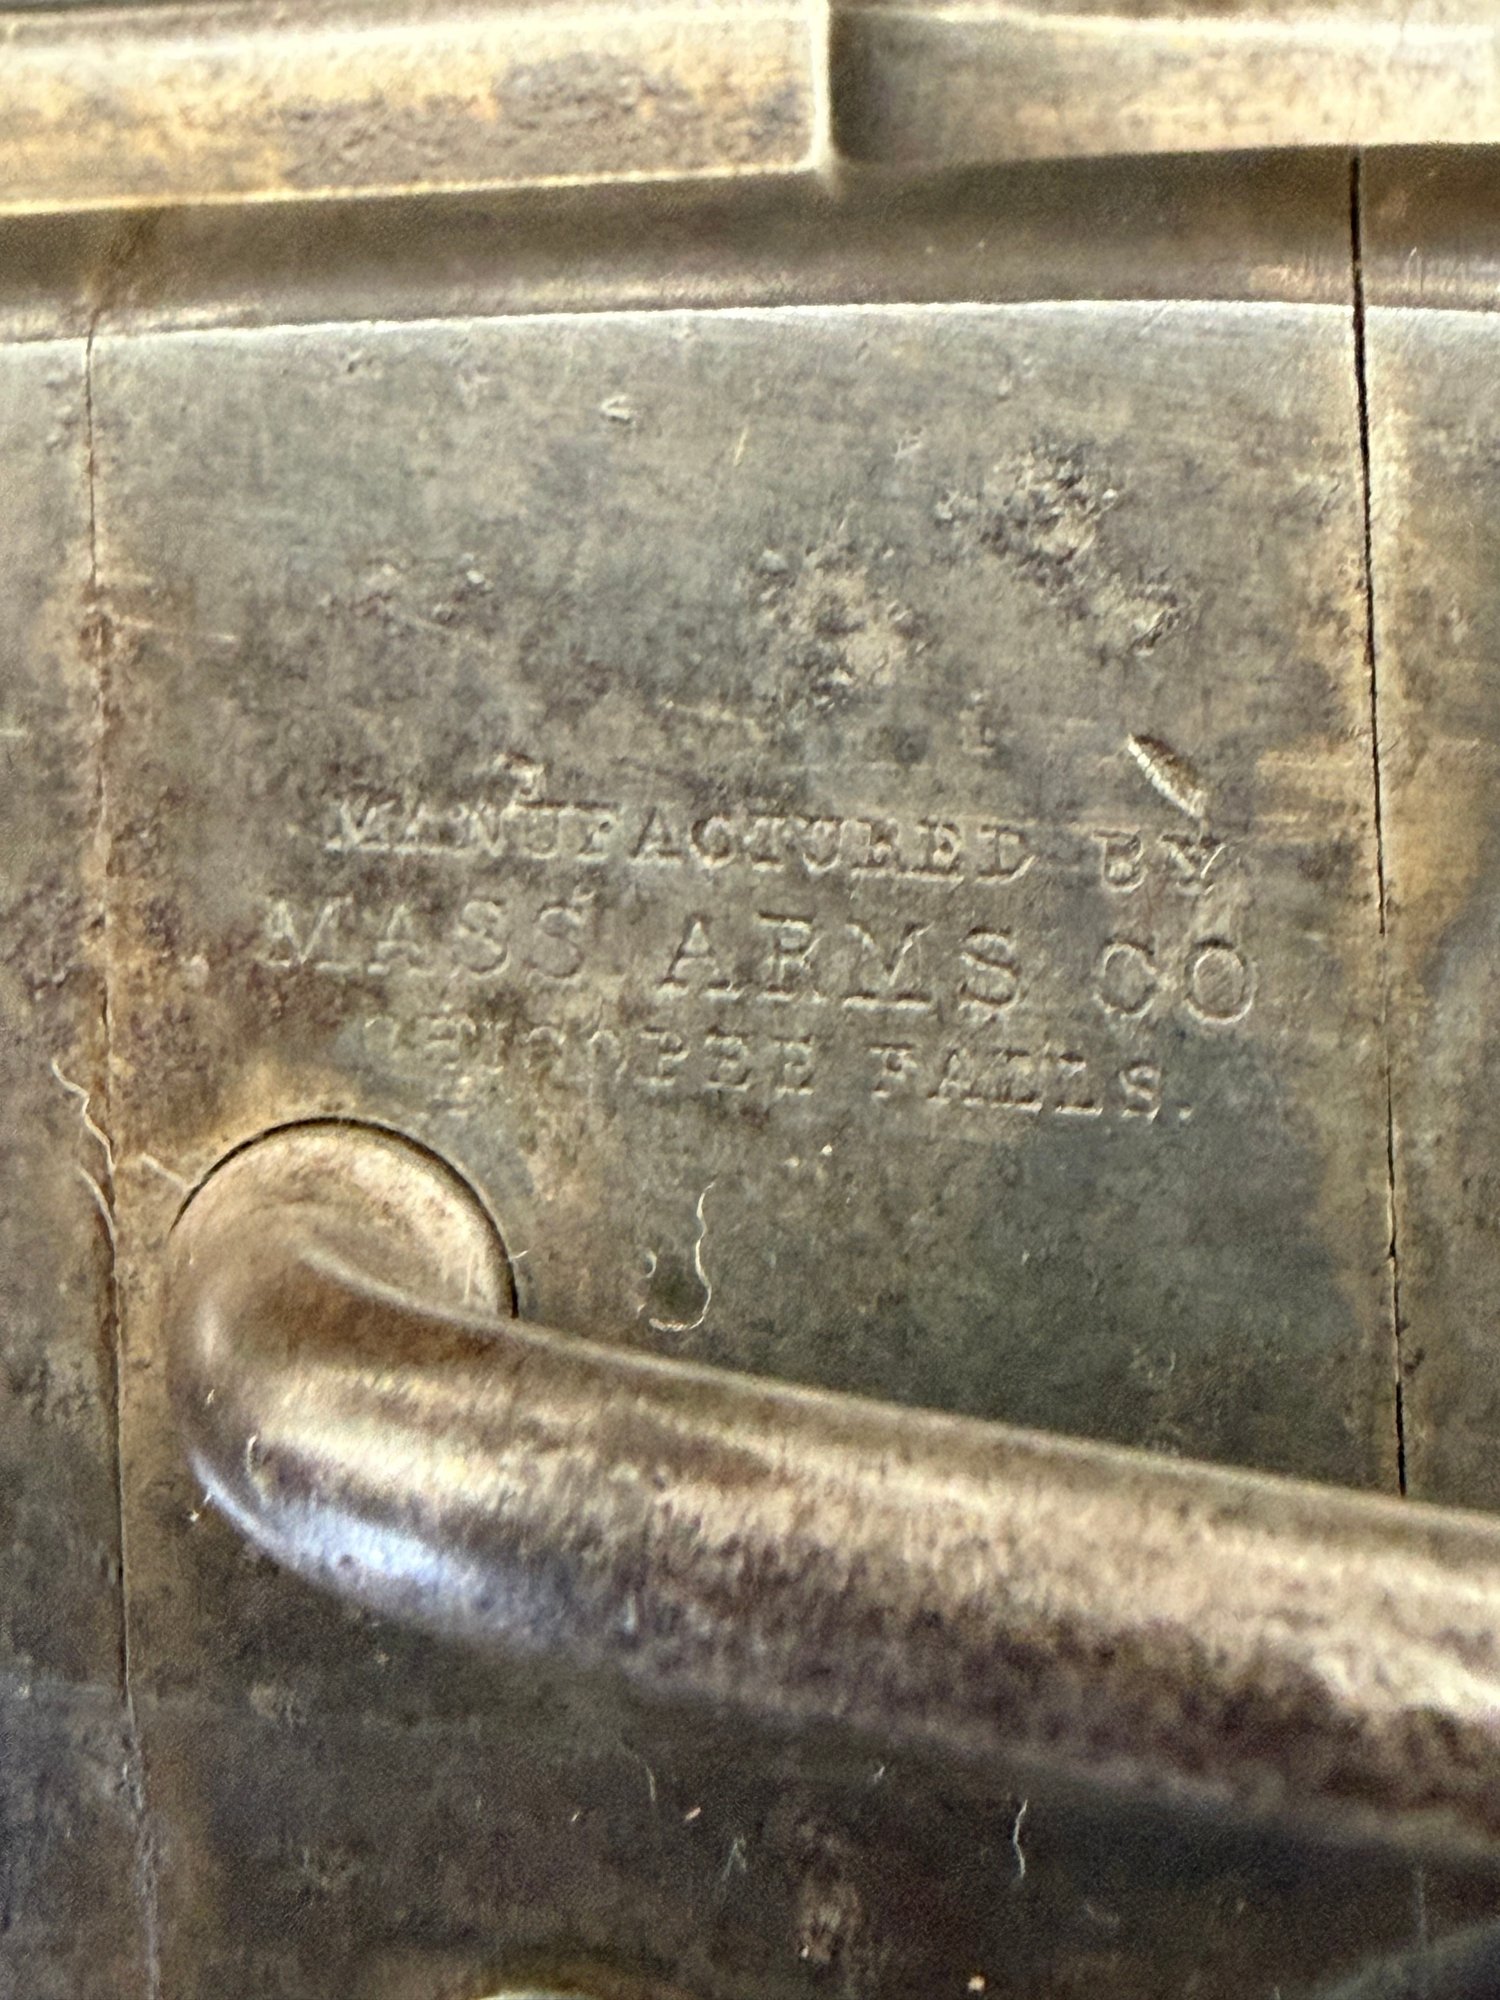 MANUFACTURED BY
MASS. ARMS CO
CHICOPEE FALLS.